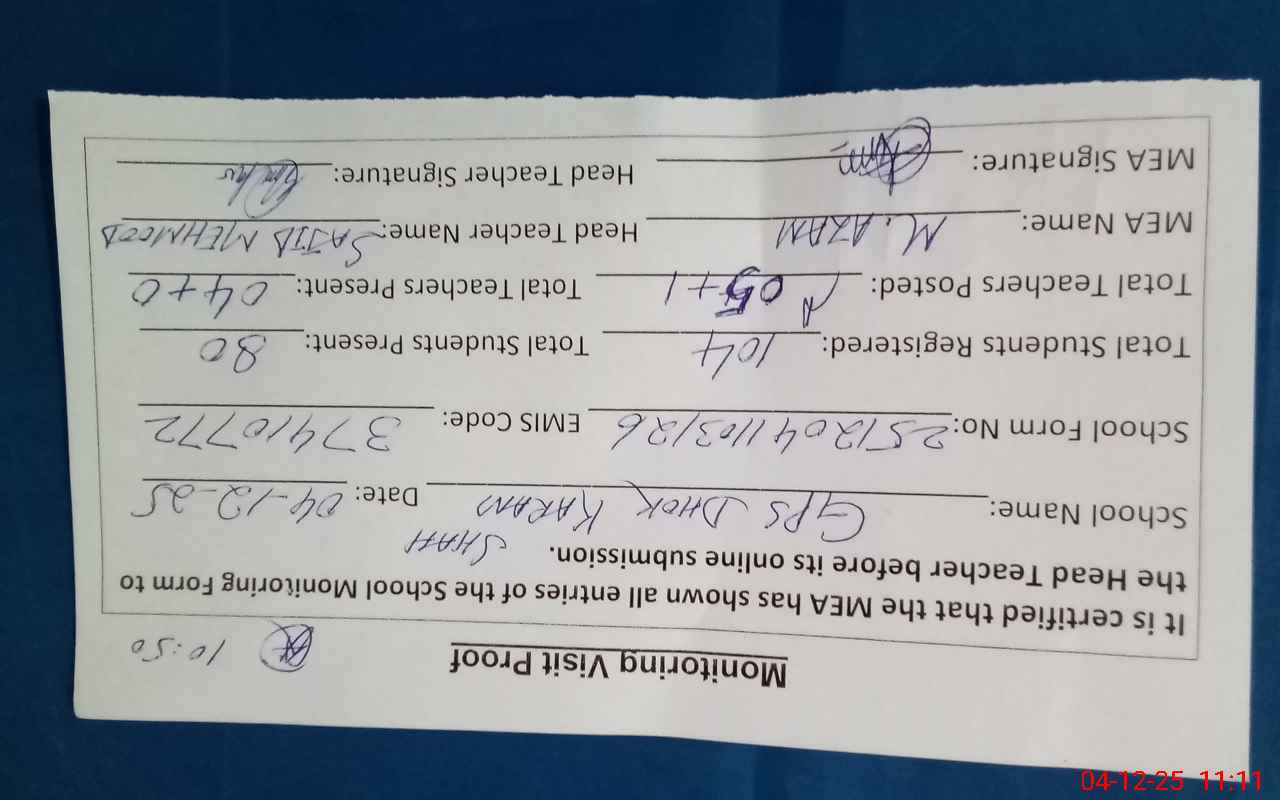 Monitoring Visit Proof 10:50
It is certified that the MEA has shown all entries of the School Monitoring Form to
the Head Teacher before its online submission.
SHAH
School Name: GPS DHOK KARAM Date: 04-12-25
School Form No: 2512041103126 EMIS Code: 37410772
Total Students Registered: 104 Total Students Present: 80
Total Teachers Posted: 05+1 Total Teachers Present: 04+0
MEA Name: M. AZAM Head Teacher Name: SAJID MEHMOOD
MEA Signature: Head Teacher Signature:
04-12-25 11:11